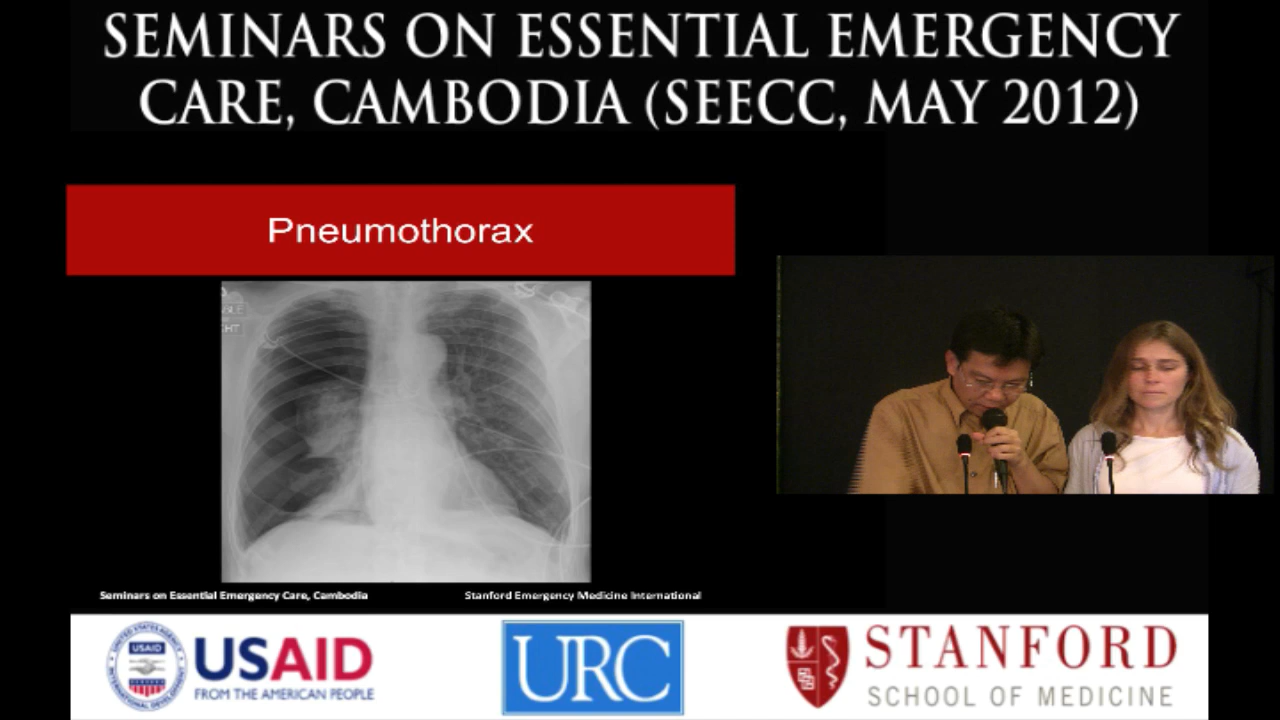 SEMINARS ON ESSENTIAL EMERGENCY
CARE, CAMBODIA (SEECC, MAY 2012)
Pneumothorax
Seminars on Essential Emergency Care, Cambodia
Stanford Emergency Medicine International
USAID
USAID
FROM THE AMERICAN PEOPLE
URC
STANFORD
SCHOOL OF MEDICINE